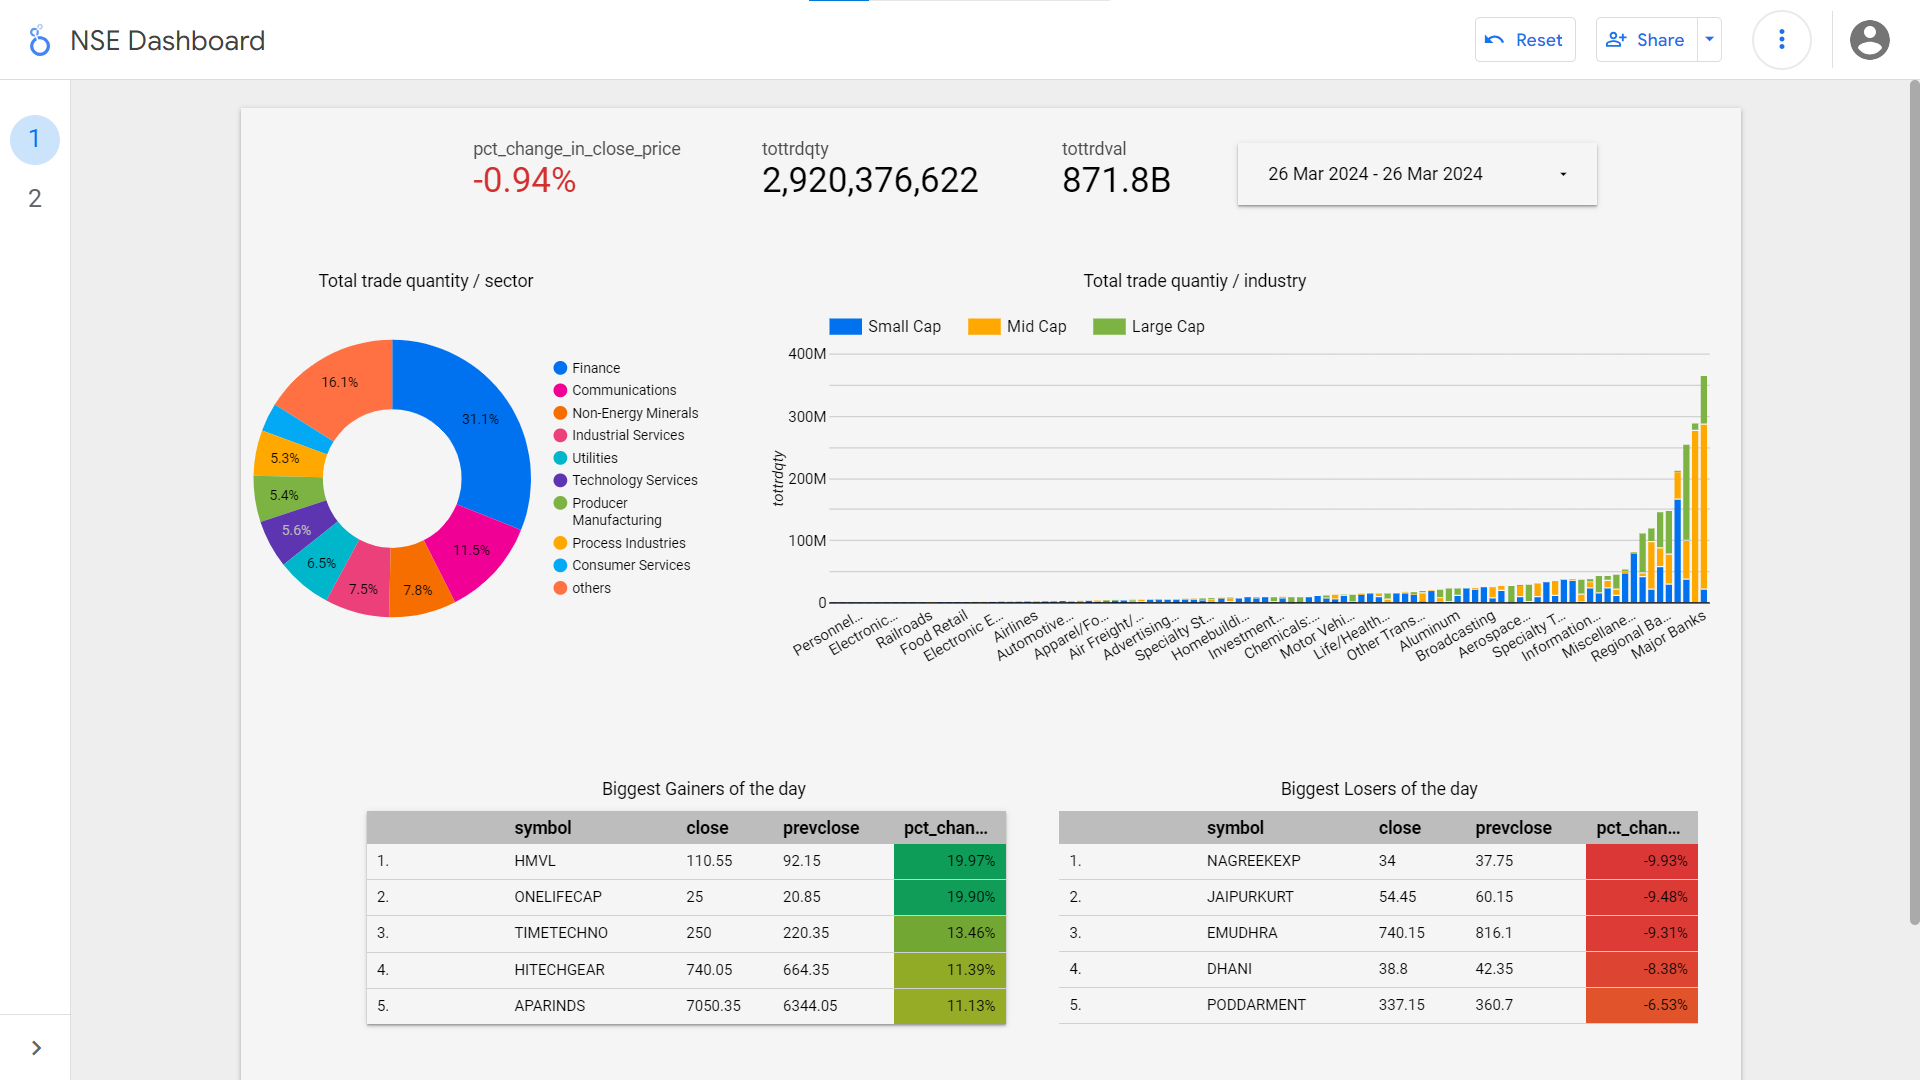 NSE Dashboard
Reset
Share
1
2
pct_change_in_close_price
-0.94%
tottrdqty
2,920,376,622
tottrdval
871.8B
26 Mar 2024 - 26 Mar 2024
Total trade quantity / sector
31.1%
11.5%
7.8%
7.5%
6.5%
5.6%
5.4%
5.3%
16.1%
Finance
Communications
Non-Energy Minerals
Industrial Services
Utilities
Technology Services
Producer
Manufacturing
Process Industries
Consumer Services
others
Total trade quantiy / industry
Small Cap
Mid Cap
Large Cap
tottrdqty
400M
300M
200M
100M
0
Personnel...
Electronic...
Railroads
Food Retail
Electronic E...
Airlines
Automotive...
Apparel/Fo...
Air Freight/...
Advertising...
Specialty St...
Homebuildi...
Investment...
Chemicals:...
Motor Vehi...
Life/Health...
Other Trans...
Aluminum
Broadcasting
Aerospace...
Specialty T...
Information...
Miscellane...
Regional Ba...
Major Banks
Biggest Gainers of the day
symbol close prevclose pct_chan...
1. HMVL 110.55 92.15 19.97%
2. ONELIFECAP 25 20.85 19.90%
3. TIMETECHNO 250 220.35 13.46%
4. HITECHGEAR 740.05 664.35 11.39%
5. APARINDS 7050.35 6344.05 11.13%
Biggest Losers of the day
symbol close prevclose pct_chan...
1. NAGREEKEXP 34 37.75 -9.93%
2. JAIPURKURT 54.45 60.15 -9.48%
3. EMUDHRA 740.15 816.1 -9.31%
4. DHANI 38.8 42.35 -8.38%
5. PODDARMENT 337.15 360.7 -6.53%